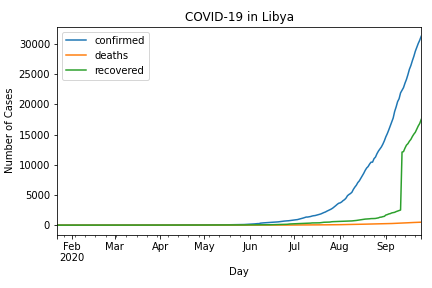 COVID-19 in Libya
confirmed
deaths
recovered
Number of Cases
30000
25000
20000
15000
10000
5000
0
Feb Mar Apr May Jun Jul Aug Sep
2020
Day